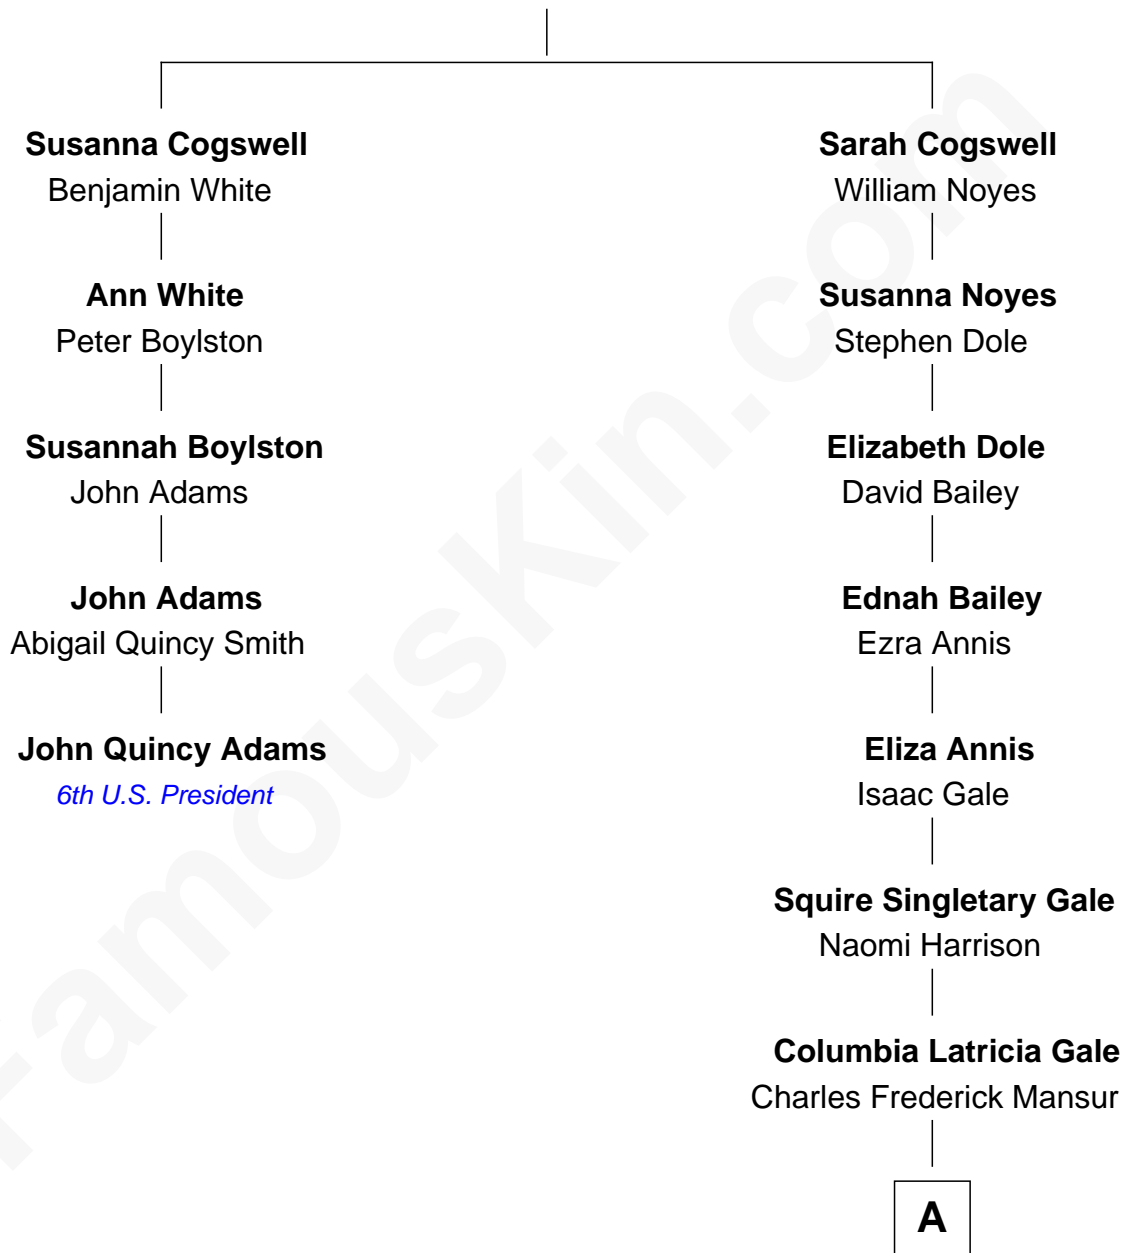 Susanna Cogswell
Benjamin White
Ann White
Peter Boylston
Susannah Boylston
John Adams
John Adams
Abigail Quincy Smith
John Quincy Adams
6th U.S. President
Sarah Cogswell
William Noyes
Susanna Noyes
Stephen Dole
Elizabeth Dole
David Bailey
Ednah Bailey
Ezra Annis
Eliza Annis
Isaac Gale
Squire Singletary Gale
Naomi Harrison
Columbia Latricia Gale
Charles Frederick Mansur
A
FamousKin.com